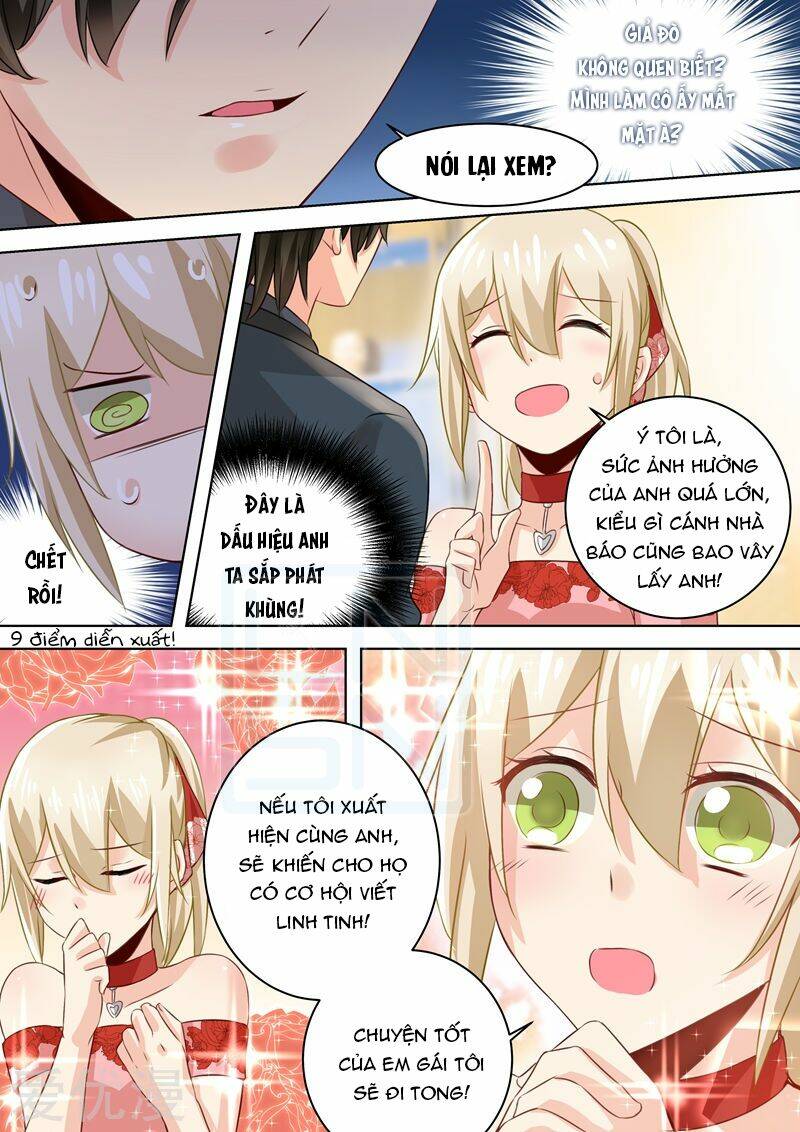 GIẢ ĐÒ
KHÔNG QUEN BIẾT?
MÌNH LÀM CÔ ẤY MẤT
MẶT À?
NÓI LẠI XEM?
Ý TÔI LÀ,
SỨC ẢNH HƯỞNG
CỦA ANH QUÁ LỚN,
KIỂU GÌ CÁNH NHÀ
BÁO CŨNG BAO VÂY
LẤY ANH!
ĐÂY LÀ
DẤU HIỆU ANH
TA SẮP PHÁT
KHÙNG!
CHẾT
RỒI!
9 điểm diễn xuất!
NẾU TÔI XUẤT
HIỆN CÙNG ANH,
SẼ KHIẾN CHO HỌ
CÓ CƠ HỘI VIẾT
LINH TINH!
CHUYỆN TỐT
CỦA EM GÁI TÔI
SẼ ĐI TONG!
爱优漫